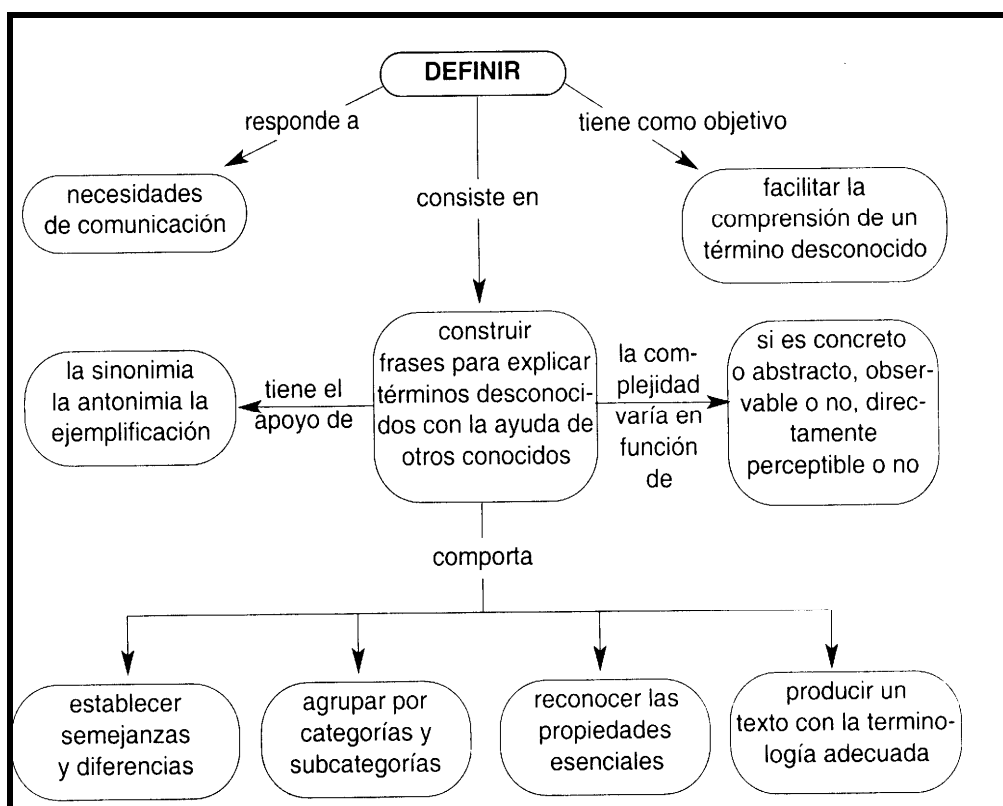 DEFINIR
responde a
tiene como objetivo
necesidades
de comunicación
consiste en
facilitar la
comprensión de un
término desconocido
la sinonimia
la antonimia la
ejemplificación
tiene el
apoyo de
construir
frases para explicar
términos desconoci-
dos con la ayuda de
otros conocidos
la com-
plejidad
varía en
función
de
si es concreto
o abstracto, obser-
vable o no, direc-
tamente
perceptible o no
comporta
establecer
semejanzas
y diferencias
agrupar por
categorías y
subcategorías
reconocer las
propiedades
esenciales
producir un
texto con la termino-
logía adecuada